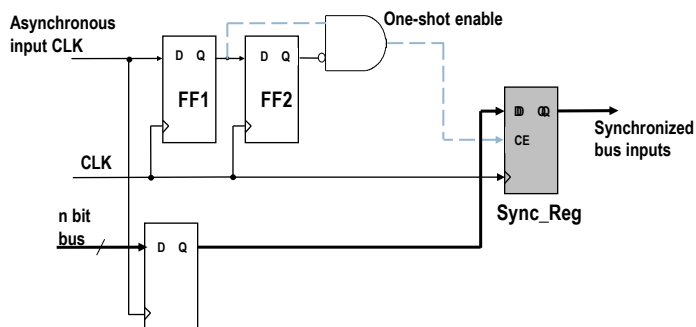 Asynchronous
input CLK
One-shot enable
D Q
D Q
FF1
FF2
D Q
CE
Synchronized
bus inputs
CLK
Sync_Reg
n bit
bus
D Q